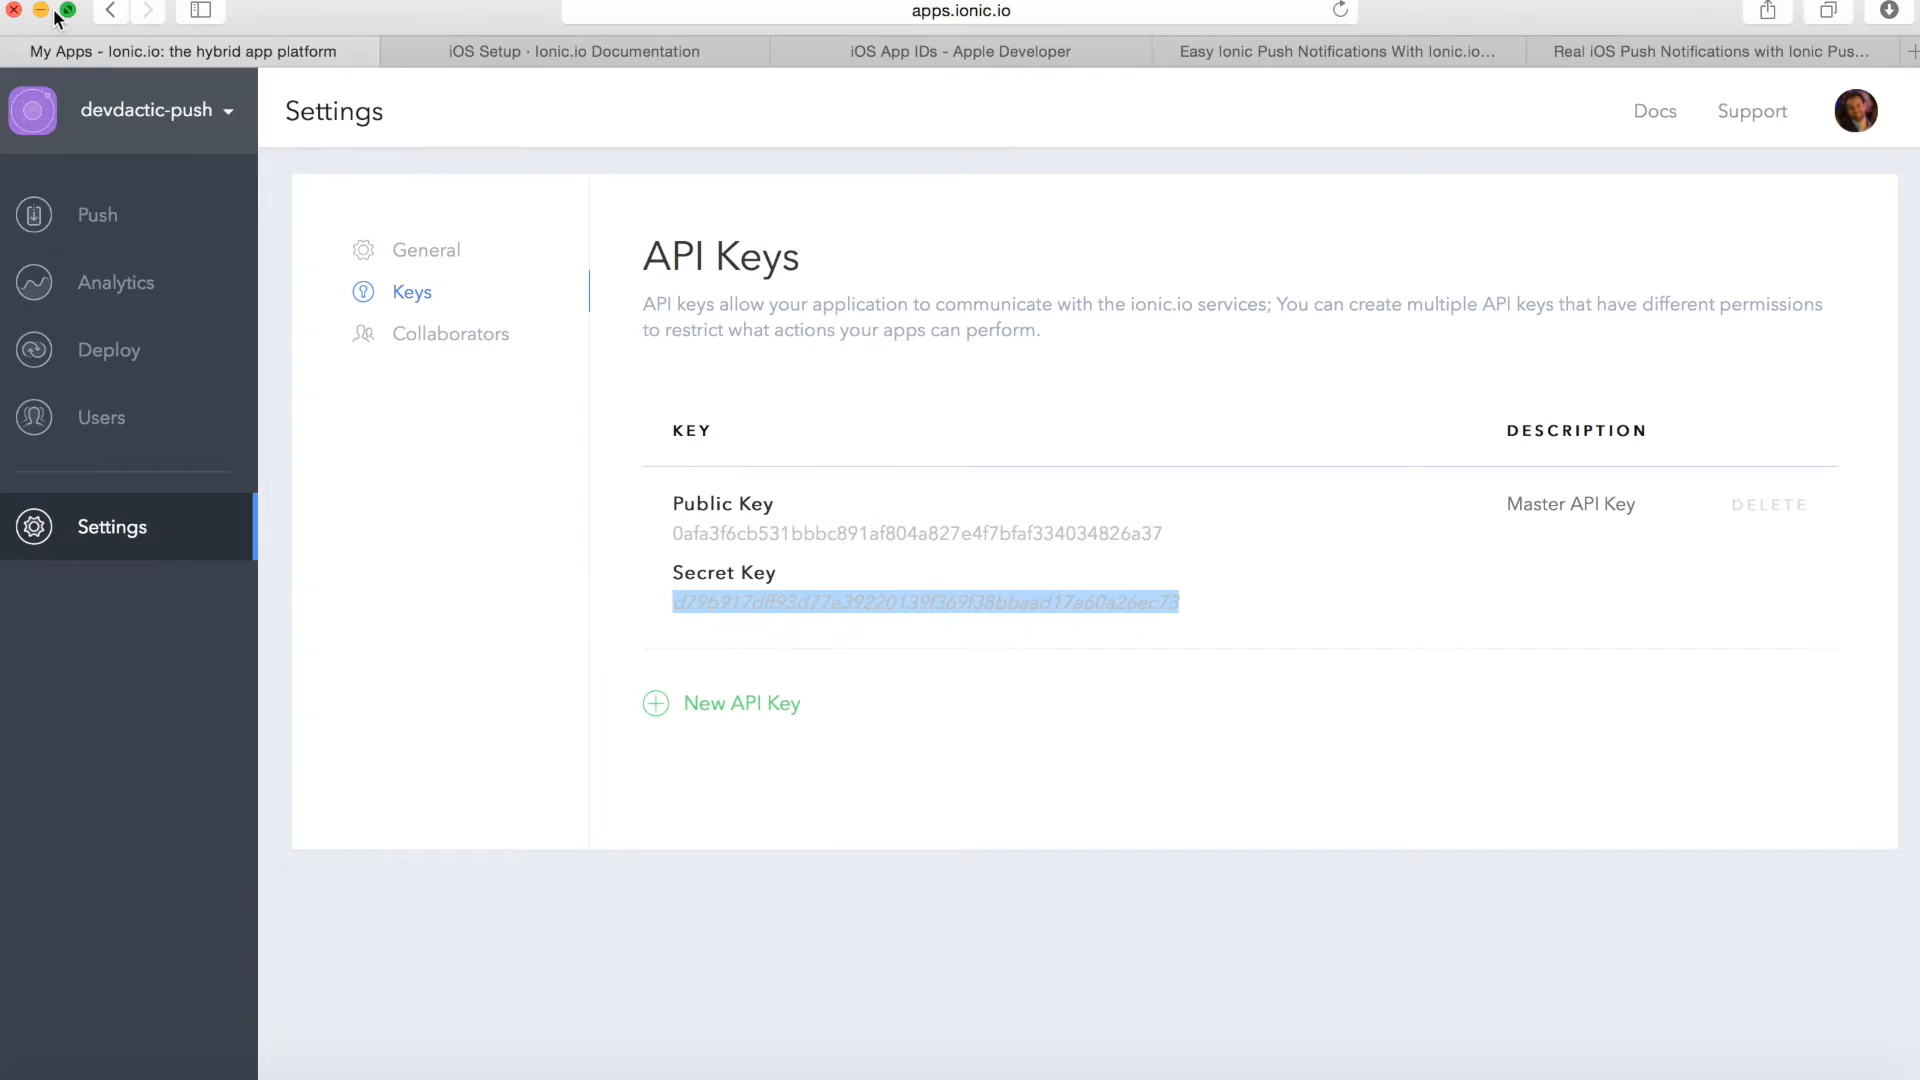 apps.ionic.io
My Apps - Ionic.io: the hybrid app platform
iOS Setup · Ionic.io Documentation
iOS App IDs - Apple Developer
Easy Ionic Push Notifications With Ionic.io...
Real iOS Push Notifications with Ionic Pus...
devdactic-push
Settings
Docs
Support
Push
Analytics
Deploy
Users
Settings
General
Keys
Collaborators
API Keys
API keys allow your application to communicate with the ionic.io services; You can create multiple API keys that have different permissions
to restrict what actions your apps can perform.
KEY
DESCRIPTION
Public Key
Master API Key
DELETE
0afa3f6cb531bbbc891af804a827e4f7bfaf334034826a37
Secret Key
d79b917dff93d77e39220139f369f38bbaad17a60a26ec73
New API Key